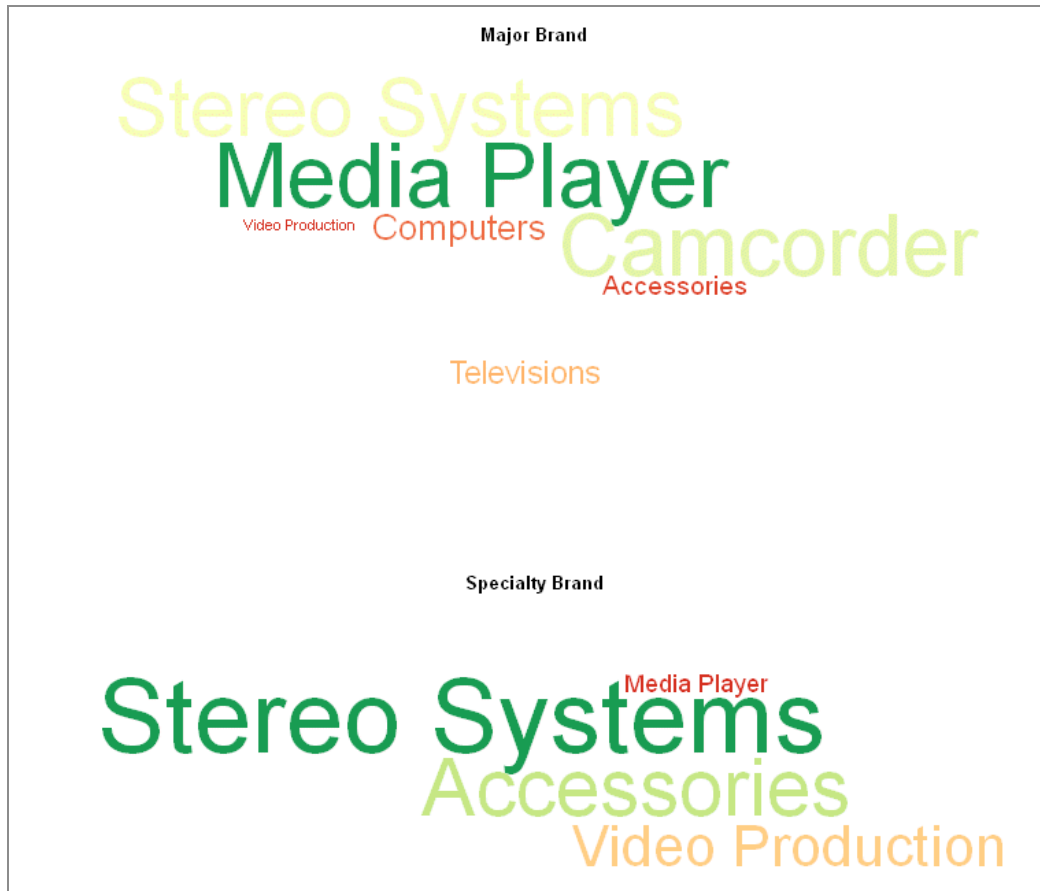 Major Brand
Stereo Systems
Media Player
Video Production Computers Camcorder
Accessories
Televisions
Specialty Brand
Media Player
Stereo Systems
Accessories
Video Production